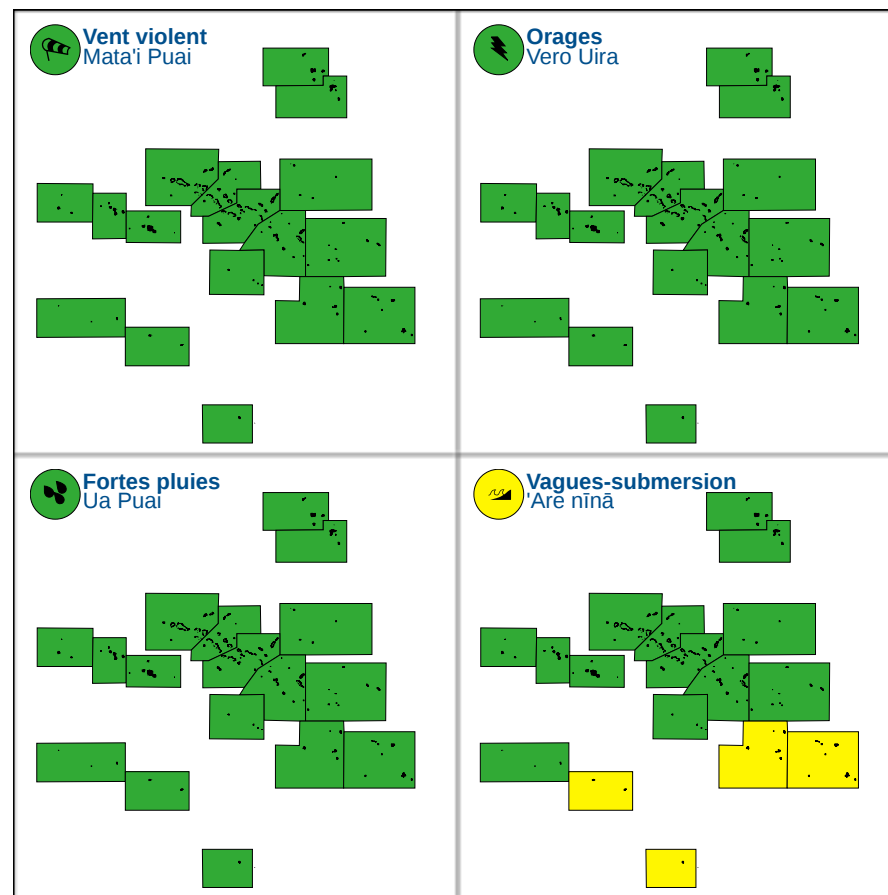 Vent violent
Mata'i Puai
Orages
Vero Uira
Fortes pluies
Ua Puai
Vagues-submersion
'Are nīnā